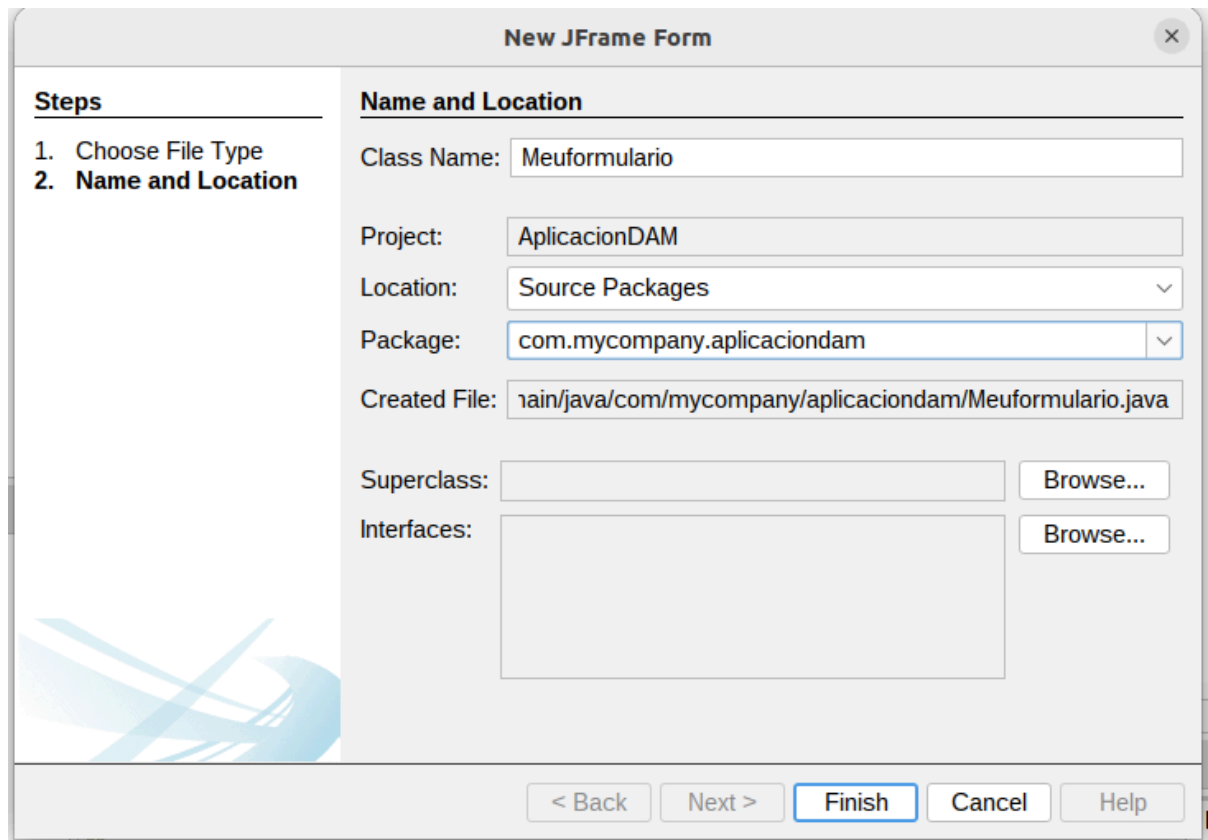 New JFrame Form
Steps
1. Choose File Type
2. Name and Location
Name and Location
Class Name: Meuformulario
Project: AplicacionDAM
Location: Source Packages
Package: com.mycompany.aplicaciondam
Created File: nain/java/com/mycompany/aplicaciondam/Meuformulario.java
Superclass: Browse...
Interfaces: Browse...
< Back Next > Finish Cancel Help